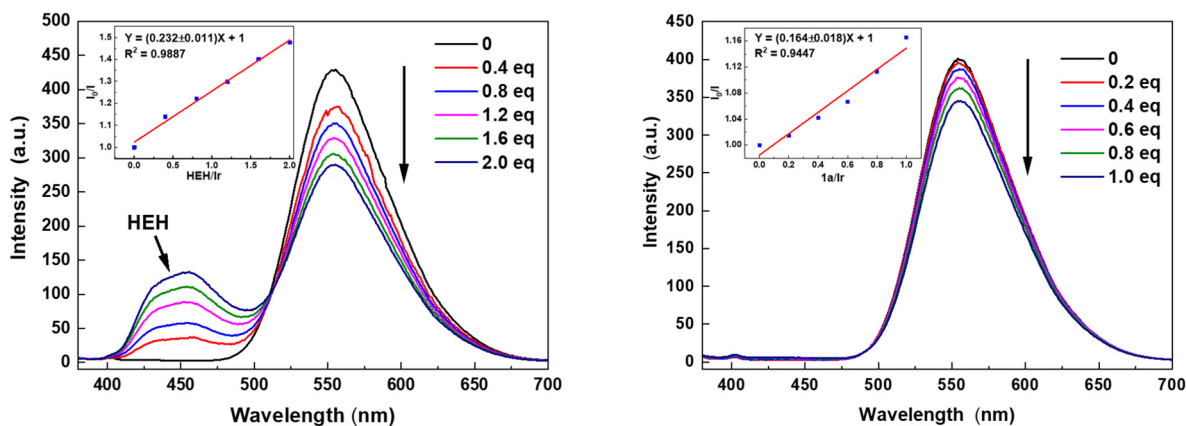 500
450
400
350
300
250
200
150
100
50
0
Intensity (a.u.)
400
450
500
550
600
650
700
Wavelength (nm)
Y = (0.232±0.011)X + 1
R² = 0.9887
1.5
1.4
1.3
1.2
1.1
1.0
I₀/I
0.0
0.4
0.8
1.2
1.6
2.0
HEH/Ir
0
0.4 eq
0.8 eq
1.2 eq
1.6 eq
2.0 eq
HEH
450
400
350
300
250
200
150
100
50
0
Intensity (a.u.)
400
450
500
550
600
650
700
Wavelength (nm)
Y = (0.164±0.018)X + 1
R² = 0.9447
1.16
1.12
1.08
1.04
1.00
I₀/I
0.0
0.2
0.4
0.6
0.8
1.0
1a/Ir
0
0.2 eq
0.4 eq
0.6 eq
0.8 eq
1.0 eq